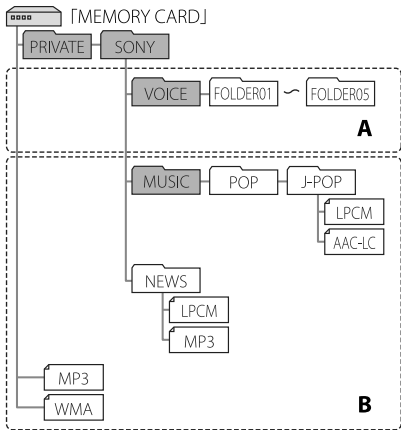 「MEMORY CARD」
PRIVATE SONY
VOICE FOLDER01 ~ FOLDER05
A
MUSIC POP J-POP
LPCM
AAC-LC
NEWS
LPCM
MP3
MP3
WMA
B